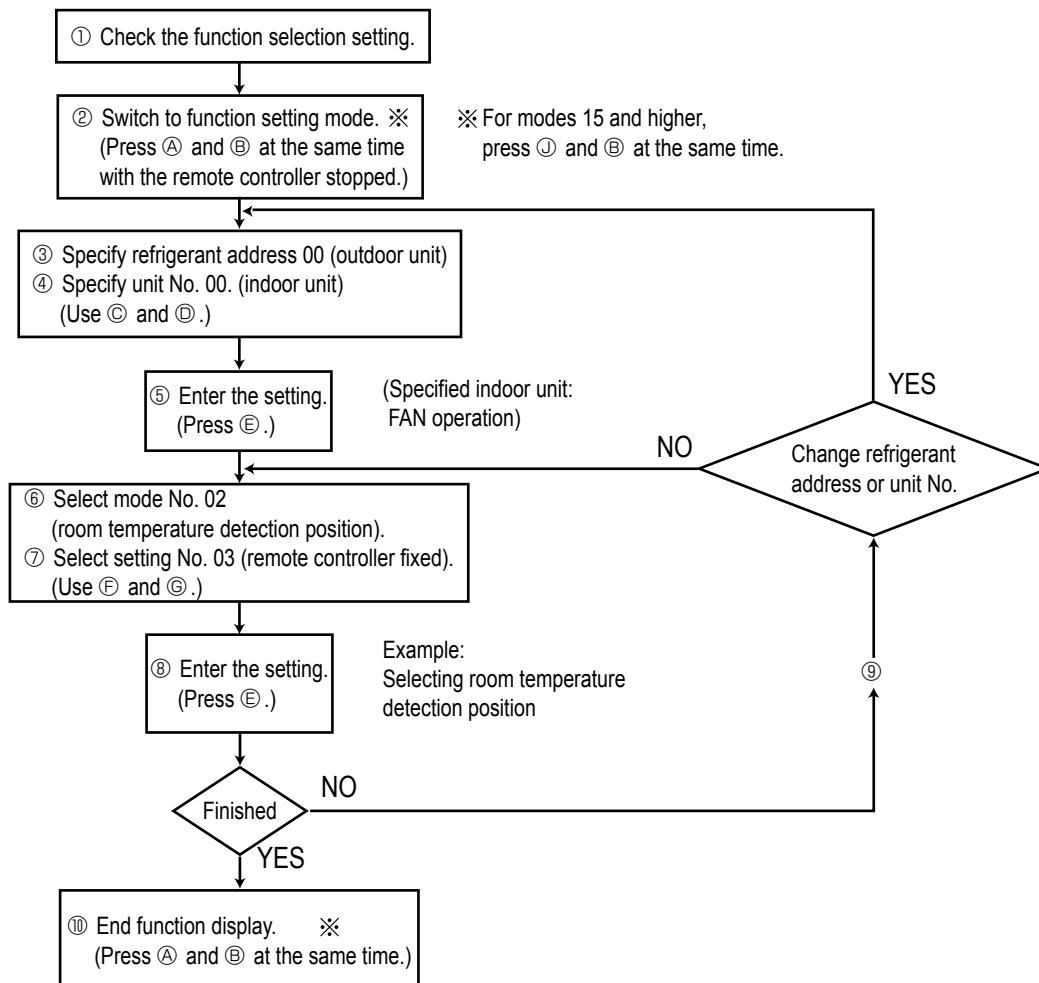 ① Check the function selection setting.
② Switch to function setting mode. ※
(Press Ⓐ and Ⓑ at the same time
with the remote controller stopped.)
※ For modes 15 and higher,
press Ⓙ and Ⓑ at the same time.
③ Specify refrigerant address 00 (outdoor unit)
④ Specify unit No. 00. (indoor unit)
(Use Ⓒ and Ⓓ.)
⑤ Enter the setting.
(Press Ⓔ.)
(Specified indoor unit:
FAN operation)
YES
NO
Change refrigerant
address or unit No.
⑥ Select mode No. 02
(room temperature detection position).
⑦ Select setting No. 03 (remote controller fixed).
(Use Ⓕ and Ⓖ.)
⑧ Enter the setting.
(Press Ⓔ.)
Example:
Selecting room temperature
detection position
⑨
Finished
NO
YES
⑩ End function display. ※
(Press Ⓐ and Ⓑ at the same time.)